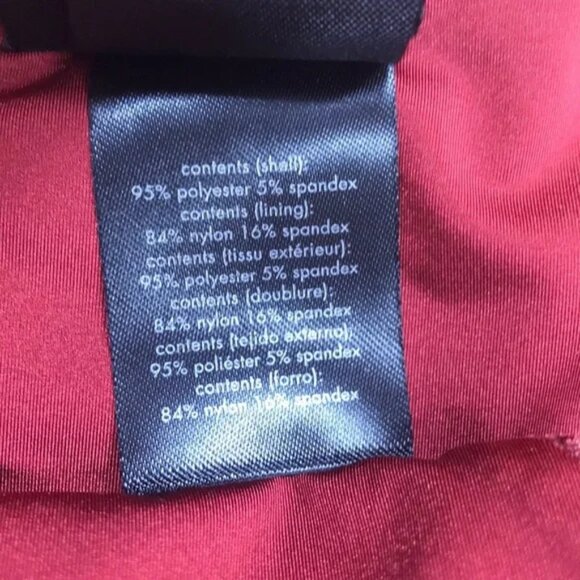 contents (shell):
95% polyester 5% spandex
contents (lining):
84% nylon 16% spandex
contents (tissu extérieur):
95% polyester 5% spandex
contents (doublure):
84% nylon 16% spandex
contents (tejido externo):
95% poliéster 5% spandex
contents (forro):
84% nylon 16% spandex